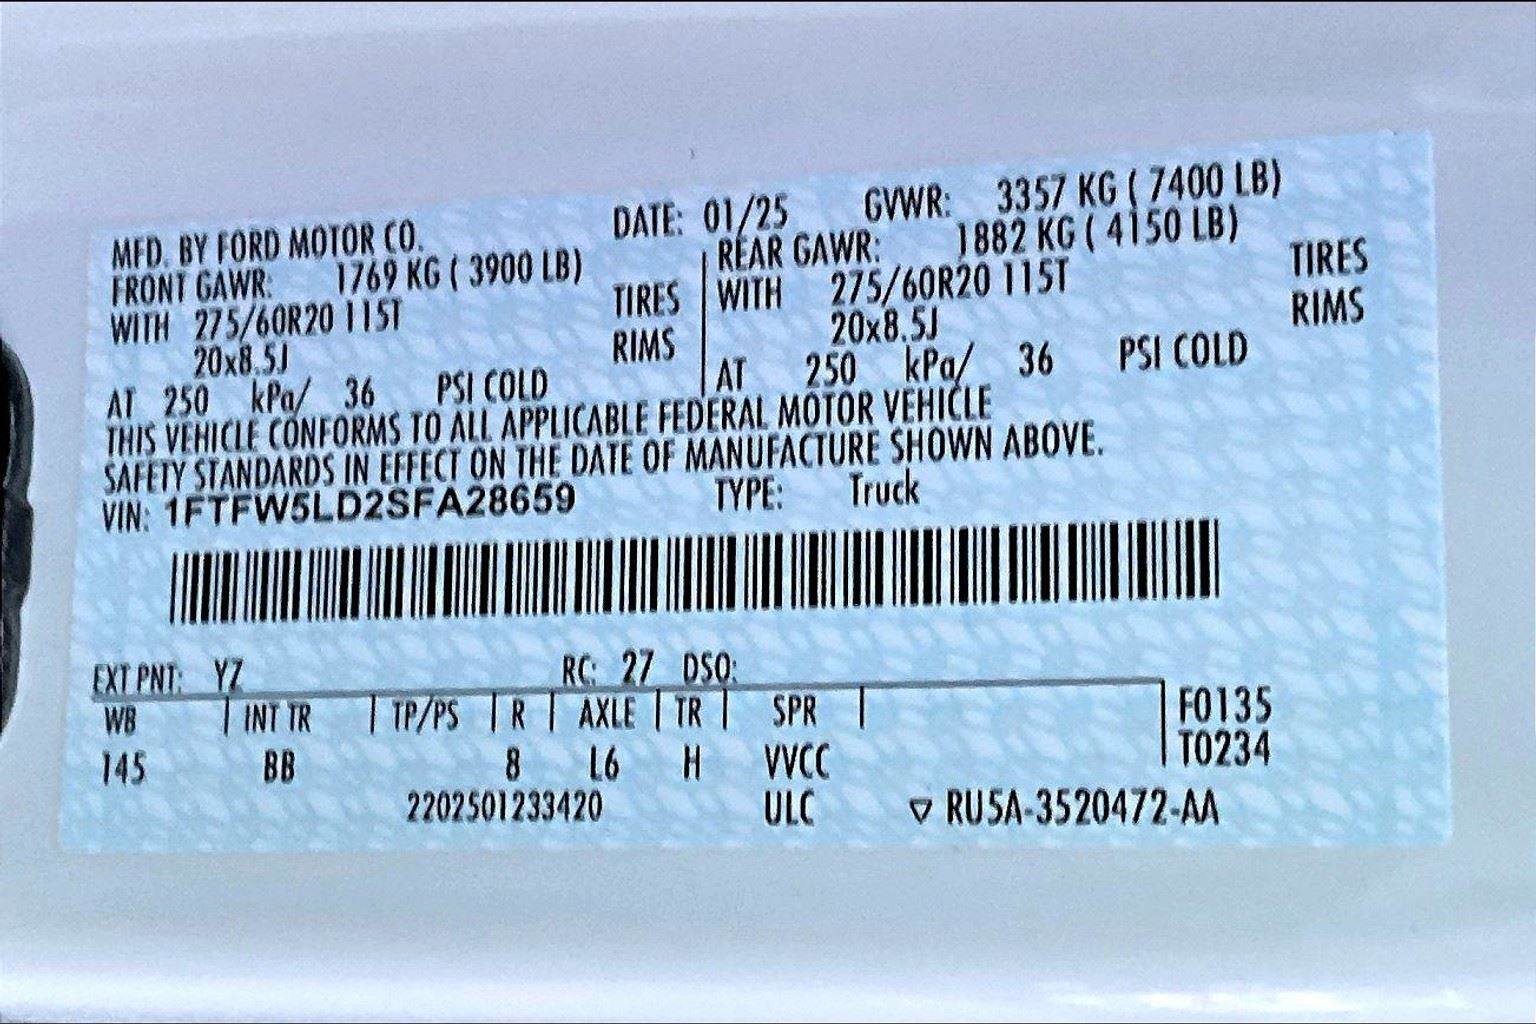 MFD. BY FORD MOTOR CO. DATE: 01/25 GVWR: 3357 KG ( 7400 LB)
FRONT GAWR: 1769 KG ( 3900 LB) REAR GAWR: 1882 KG ( 4150 LB)
WITH 275/60R20 115T TIRES WITH 275/60R20 115T TIRES
20x8.5J RIMS 20x8.5J RIMS
AT 250 kPa/ 36 PSI COLD AT 250 kPa/ 36 PSI COLD
THIS VEHICLE CONFORMS TO ALL APPLICABLE FEDERAL MOTOR VEHICLE
SAFETY STANDARDS IN EFFECT ON THE DATE OF MANUFACTURE SHOWN ABOVE.
VIN: 1FTFW5LD2SFA28659 TYPE: Truck
EXT PNT: YZ RC: 27 DSO:
WB | INT TR | TP/PS | R | AXLE | TR | SPR | F0135
145 BB 8 L6 H VVCC T0234
2202501233420 ULC ▽ RU5A-3520472-AA